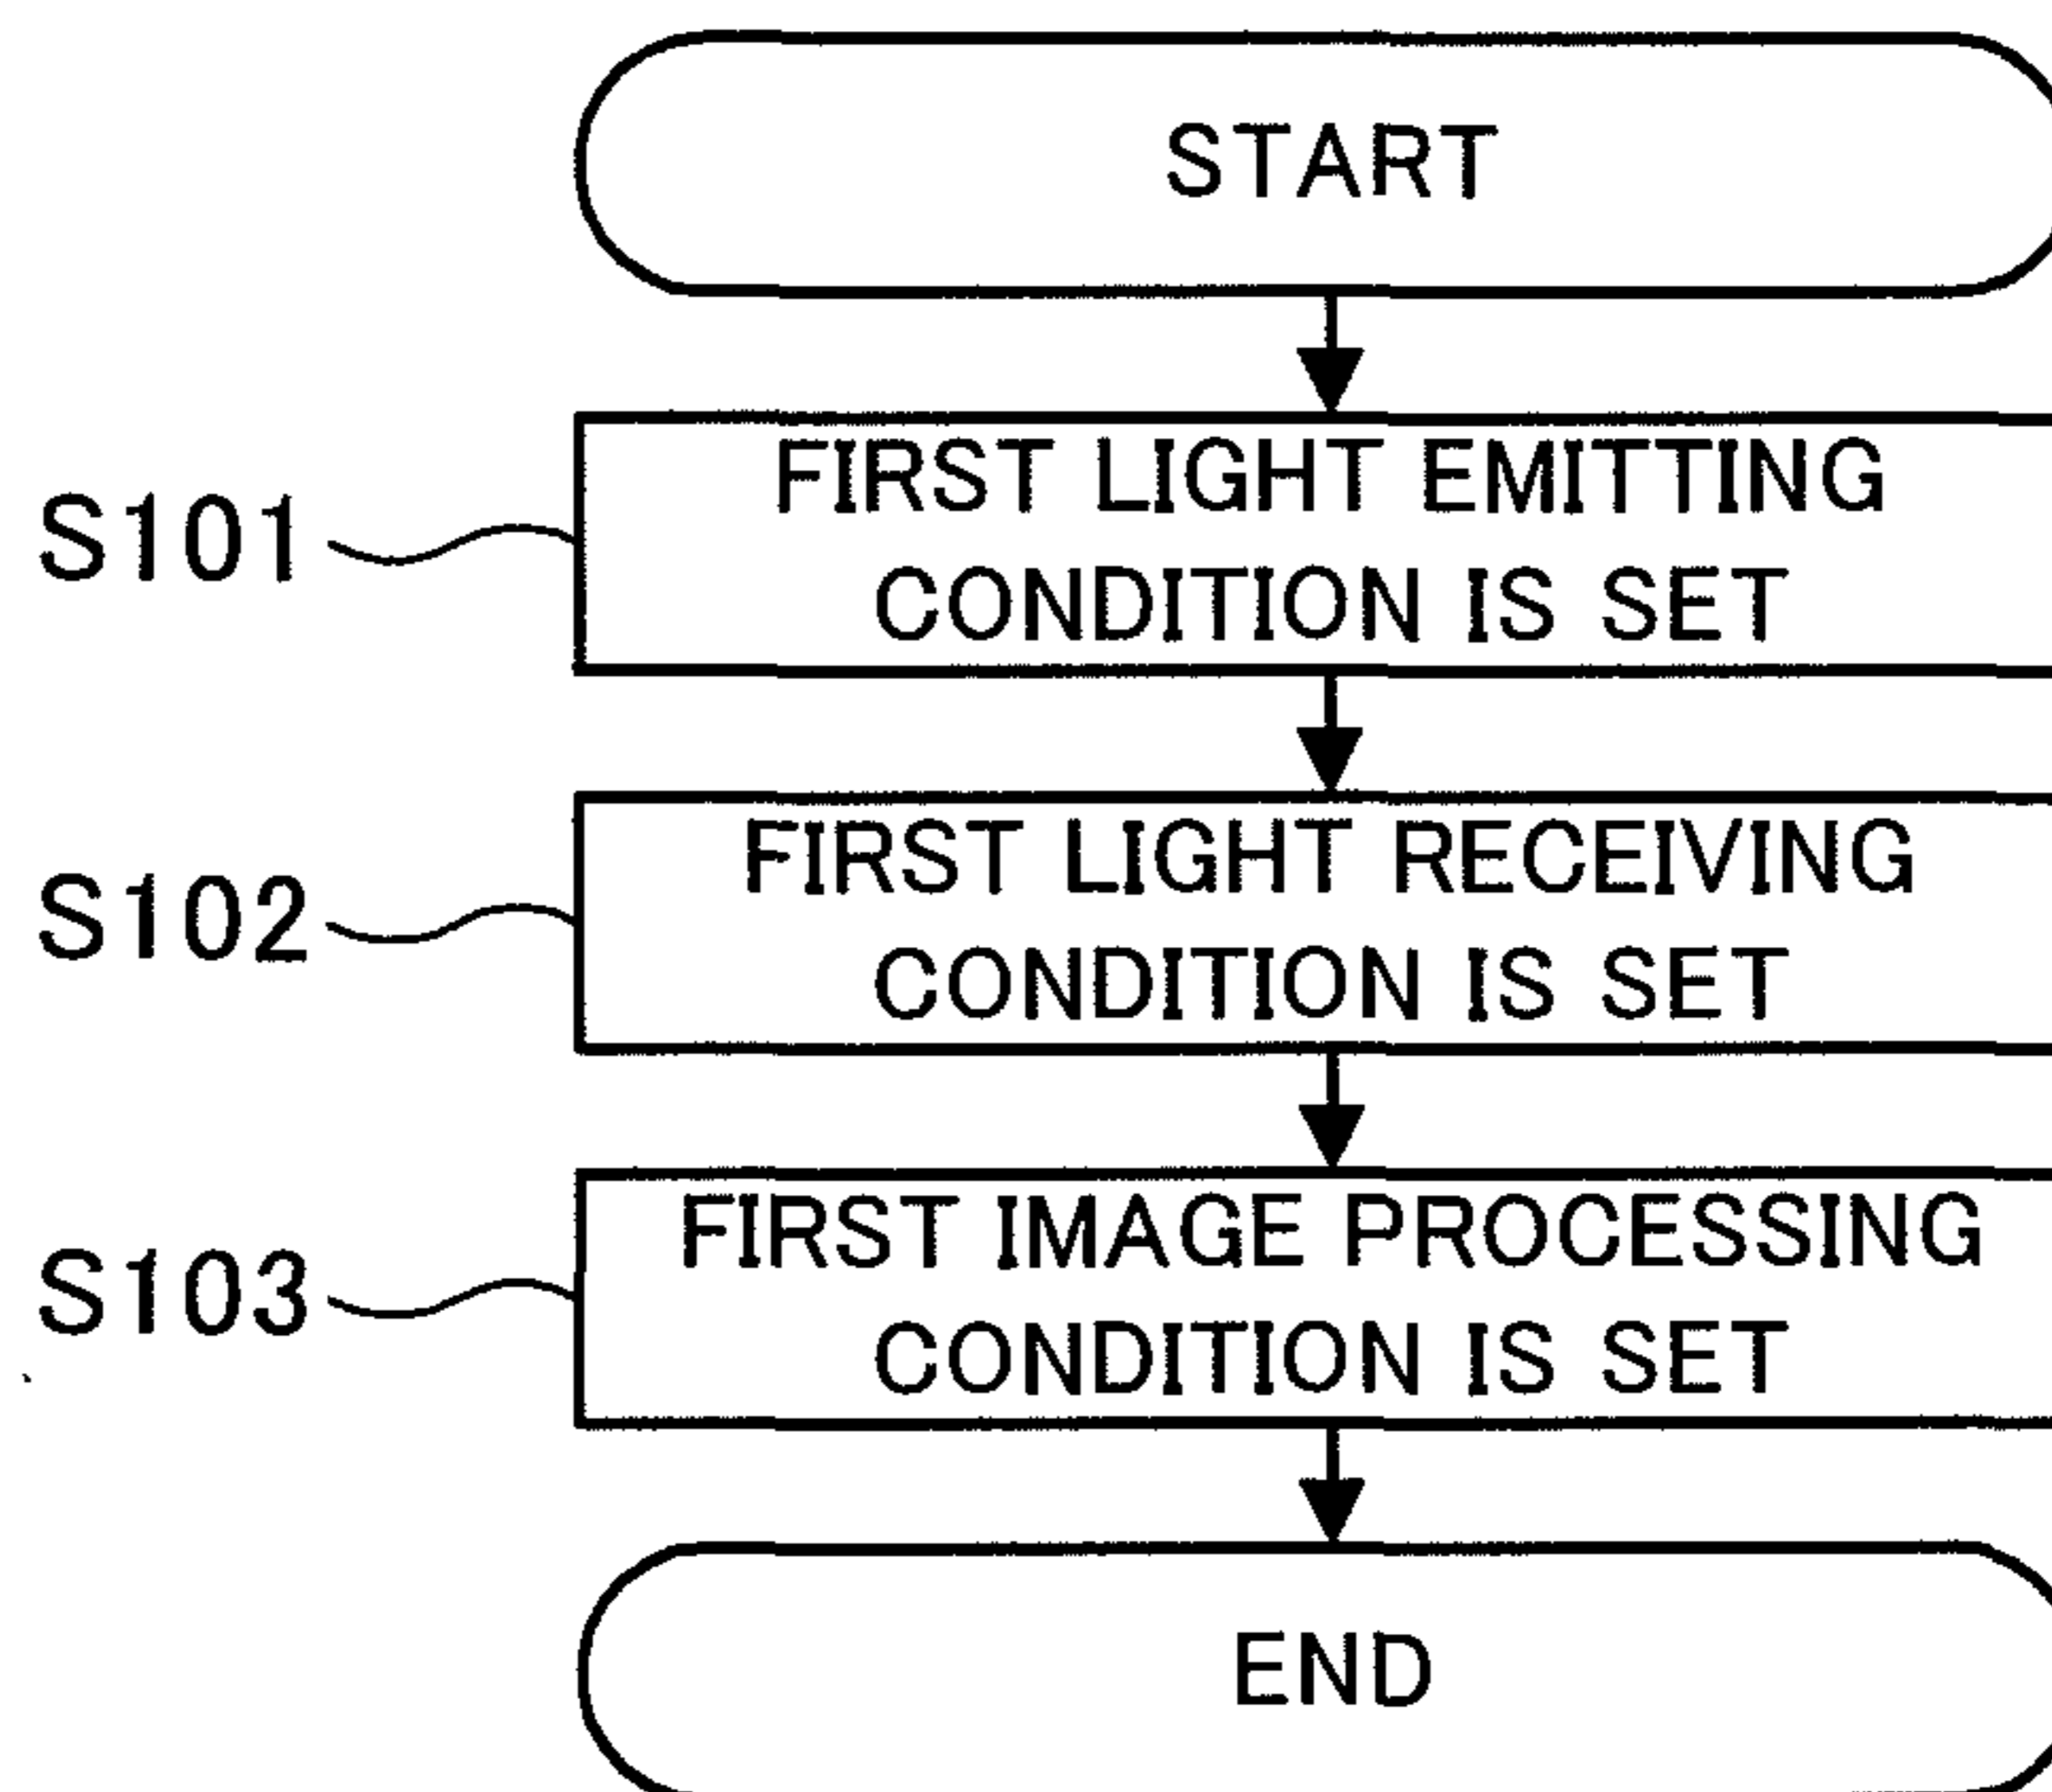 START
S101
FIRST LIGHT EMITTING
CONDITION IS SET
S102
FIRST LIGHT RECEIVING
CONDITION IS SET
S103
FIRST IMAGE PROCESSING
CONDITION IS SET
END